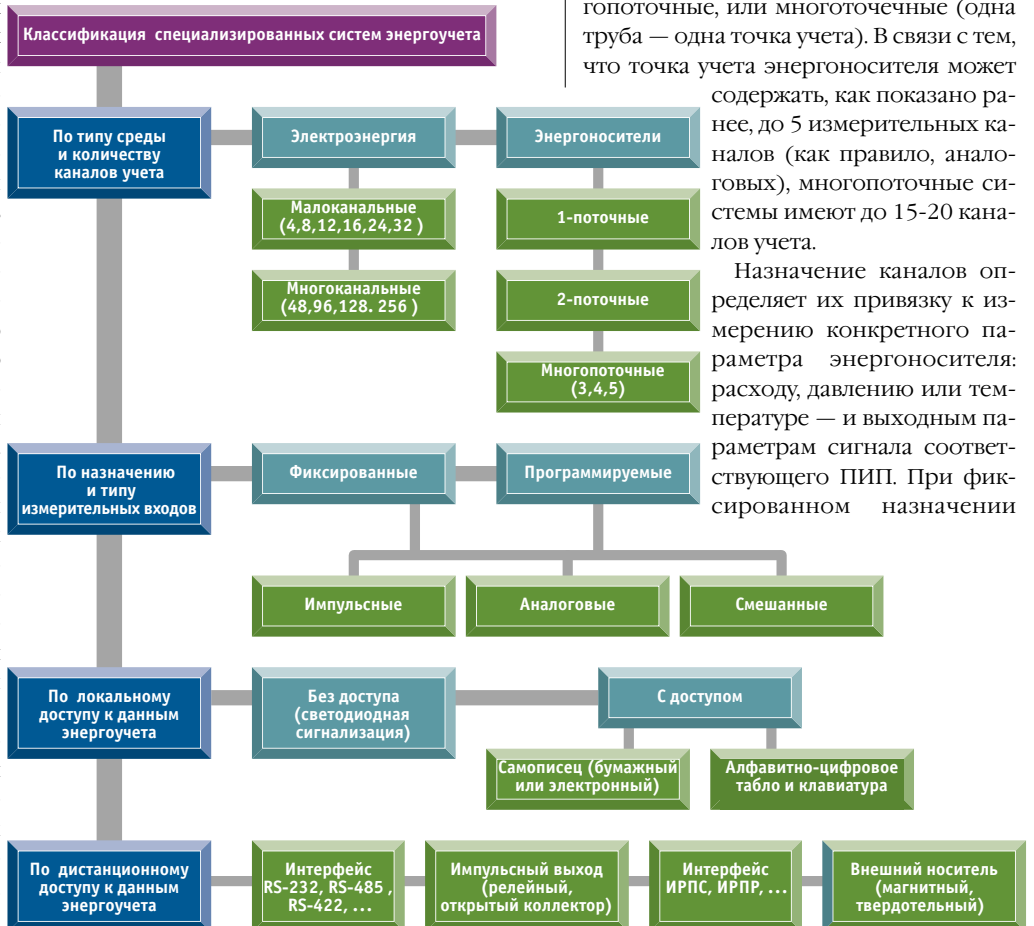 Классификация специализированных систем энергоучета
По типу среды
и количеству
каналов учета
Электроэнергия
Энергоносители
Малоканальные
(4,8,12,16,24,32 )
1-поточные
Многоканальные
(48,96,128. 256 )
2-поточные
Многопоточные
(3,4,5)
По назначению
и типу
измерительных входов
Фиксированные
Программируемые
Импульсные
Аналоговые
Смешанные
По локальному
доступу к данным
энергоучета
Без доступа
(светодиодная
сигнализация)
С доступом
Самописец (бумажный
или электронный)
Алфавитно-цифровое
табло и клавиатура
По дистанционному
доступу к данным
энергоучета
Интерфейс
RS-232, RS-485 ,
RS-422, ...
Импульсный выход
(релейный,
открытый коллектор)
Интерфейс
ИРПС, ИРПР, ...
Внешний носитель
(магнитный,
твердотельный)
гопоточные, или многоточечные (одна
труба — одна точка учета). В связи с тем,
что точка учета энергоносителя может
содержать, как показано ра-
нее, до 5 измерительных ка-
налов (как правило, анало-
говых), многопоточные си-
стемы имеют до 15-20 кана-
лов учета.
Назначение каналов оп-
ределяет их привязку к из-
мерению конкретного па-
раметра энергоносителя:
расходу, давлению или тем-
пературе — и выходным па-
раметрам сигнала соответ-
ствующего ПИП. При фик-
сированном назначении